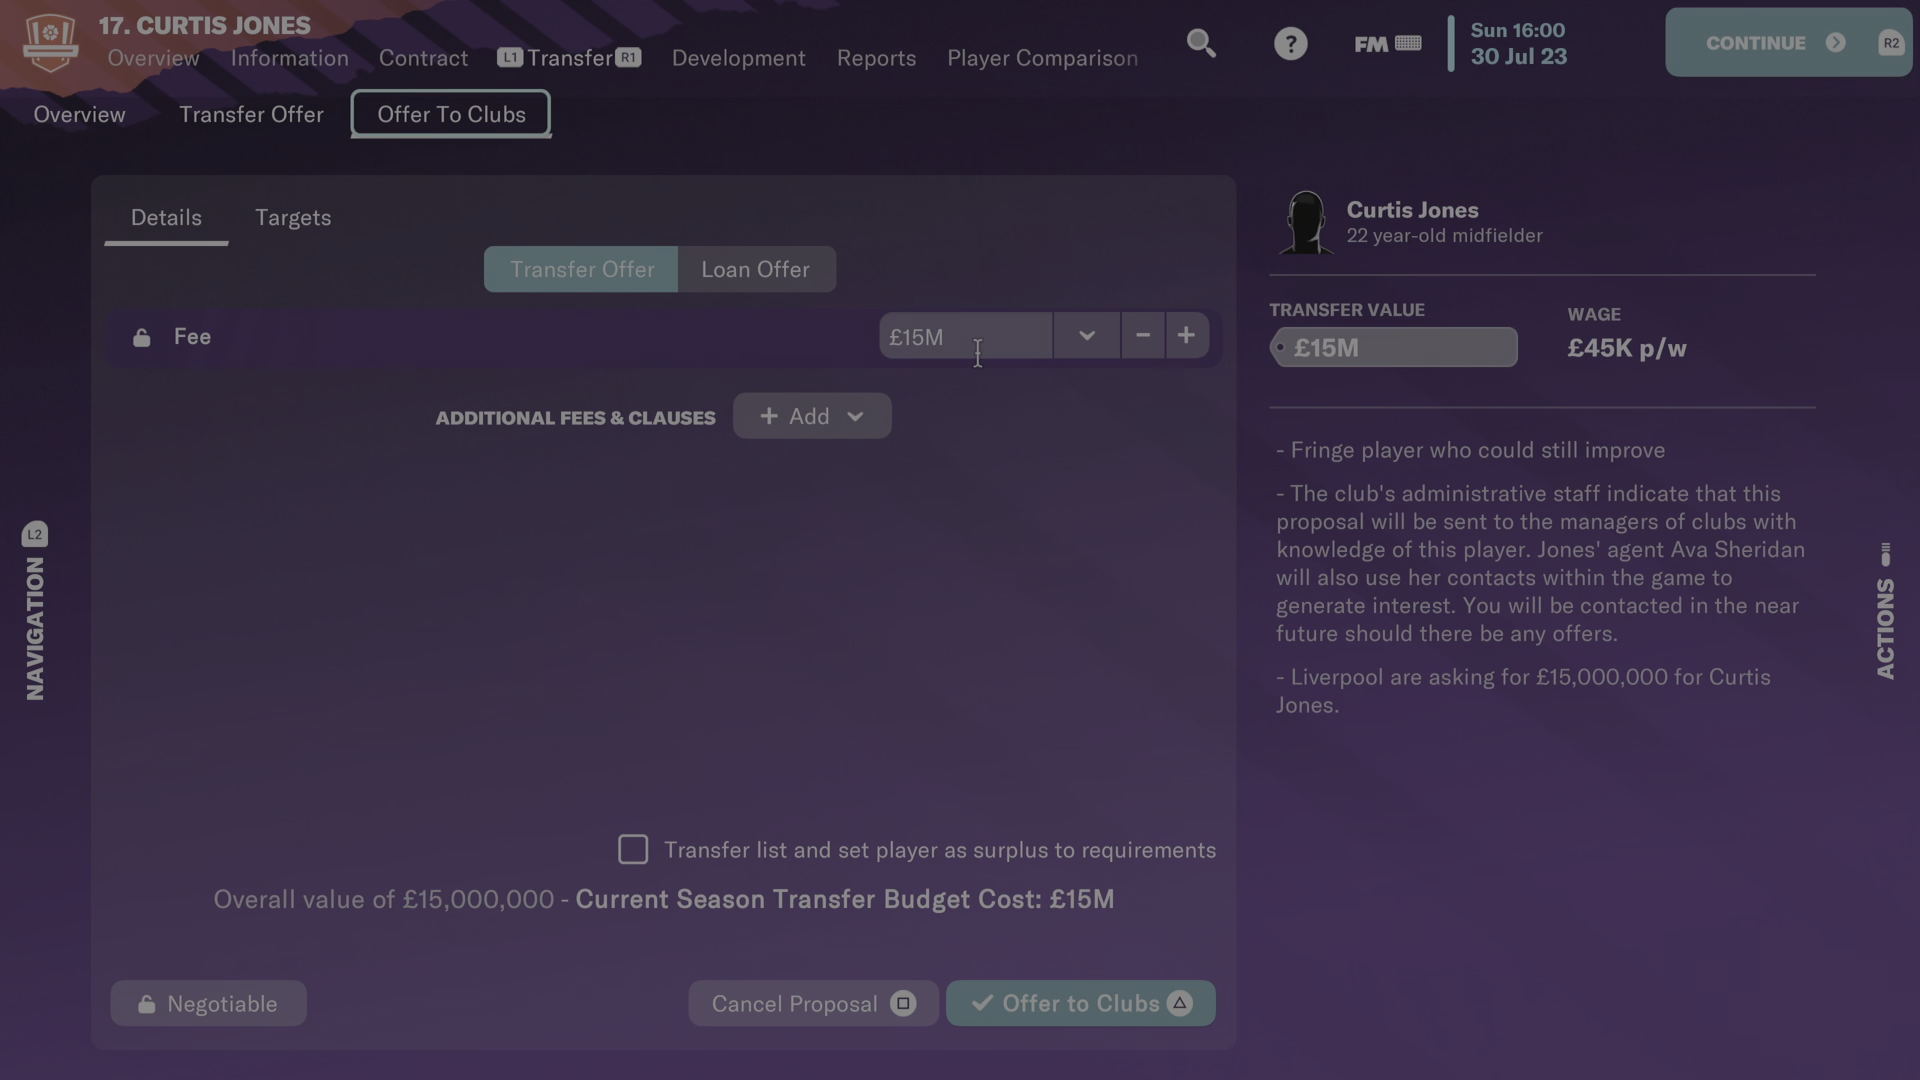 17. CURTIS JONES
Overview Information Contract L1 Transfer R1 Development Reports Player Comparison
? FM Sun 16:00
30 Jul 23
CONTINUE R2
Overview Transfer Offer Offer To Clubs
Details Targets
Transfer Offer Loan Offer
Fee £15M
ADDITIONAL FEES & CLAUSES + Add
Transfer list and set player as surplus to requirements
Overall value of £15,000,000 - Current Season Transfer Budget Cost: £15M
Negotiable Cancel Proposal Offer to Clubs
Curtis Jones
22 year-old midfielder
TRANSFER VALUE WAGE
£15M £45K p/w
- Fringe player who could still improve
- The club's administrative staff indicate that this
proposal will be sent to the managers of clubs with
knowledge of this player. Jones' agent Ava Sheridan
will also use her contacts within the game to
generate interest. You will be contacted in the near
future should there be any offers.
- Liverpool are asking for £15,000,000 for Curtis
Jones.
NAVIGATION L2
ACTIONS